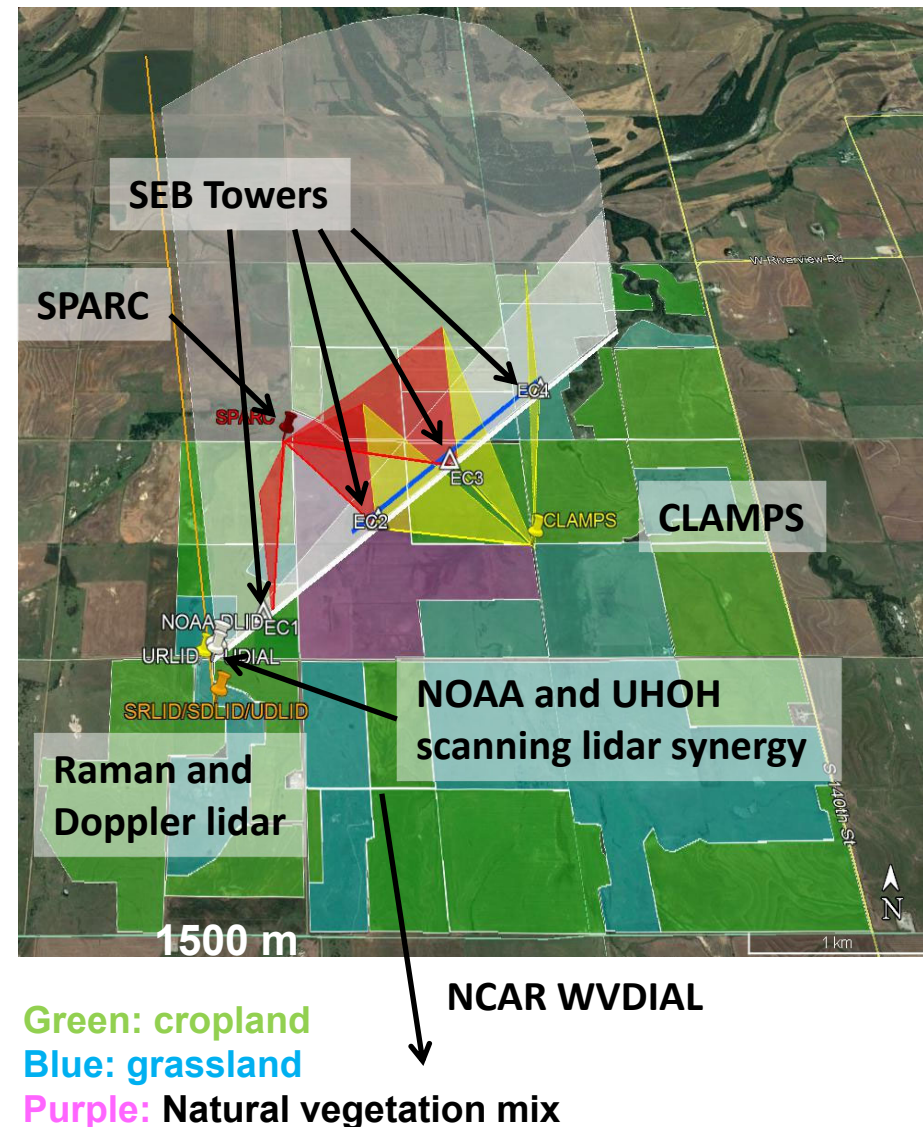 SEB Towers
W Riverview Rd
SPARC
EC4
SPARC
EC3
EC2
CLAMPS
CLAMPS
NOAA DLID
EC1
URLID
UDIAL
SRLID/SDLID/UDLID
NOAA and UHOH
scanning lidar synergy
Raman and
Doppler lidar
S 140th St
N
1500 m
1 km
NCAR WVDIAL
Green: cropland
Blue: grassland
Purple: Natural vegetation mix